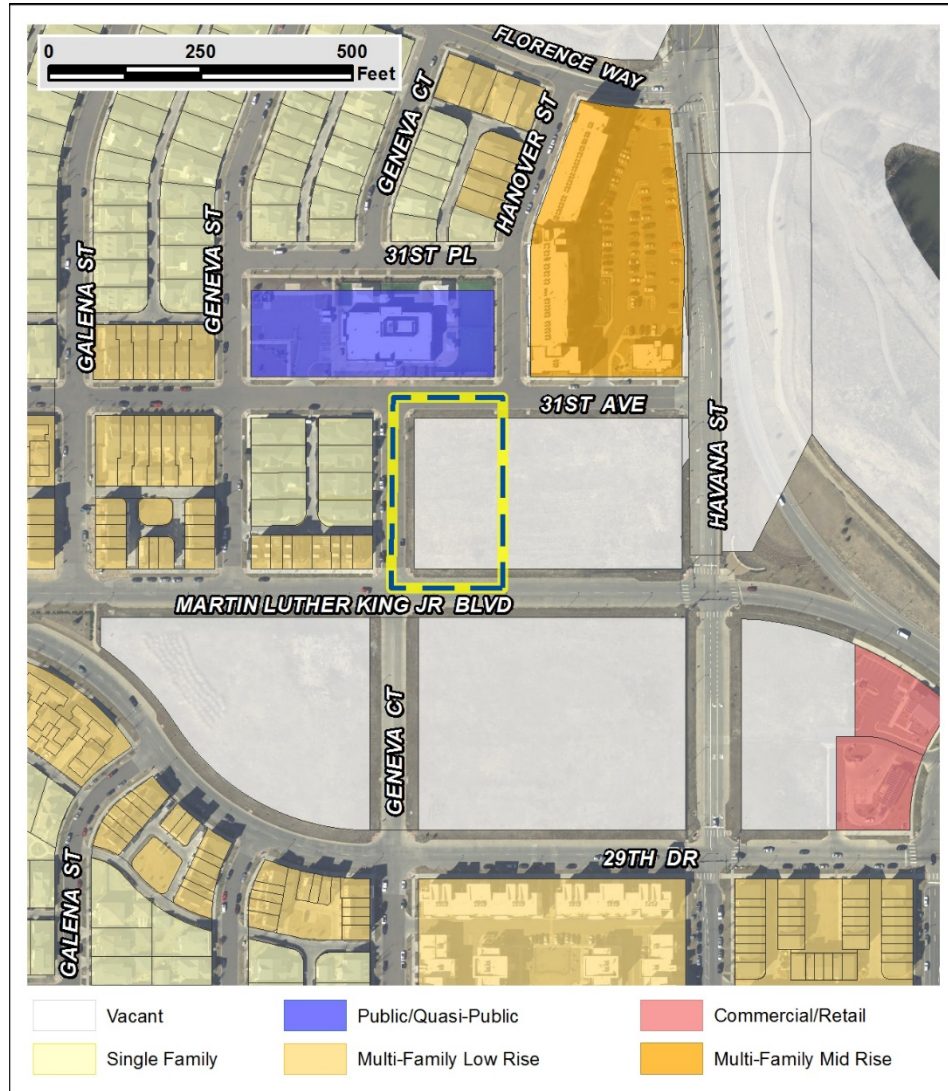 0 250 500
Feet
FLORENCE WAY
GENEVA CT
HANOVER ST
31ST PL
GALENA ST
GENEVA ST
31ST AVE
HAVANA ST
MARTIN LUTHER KING JR BLVD
GENEVA CT
29TH DR
GALENA ST
Vacant
Public/Quasi-Public
Commercial/Retail
Single Family
Multi-Family Low Rise
Multi-Family Mid Rise